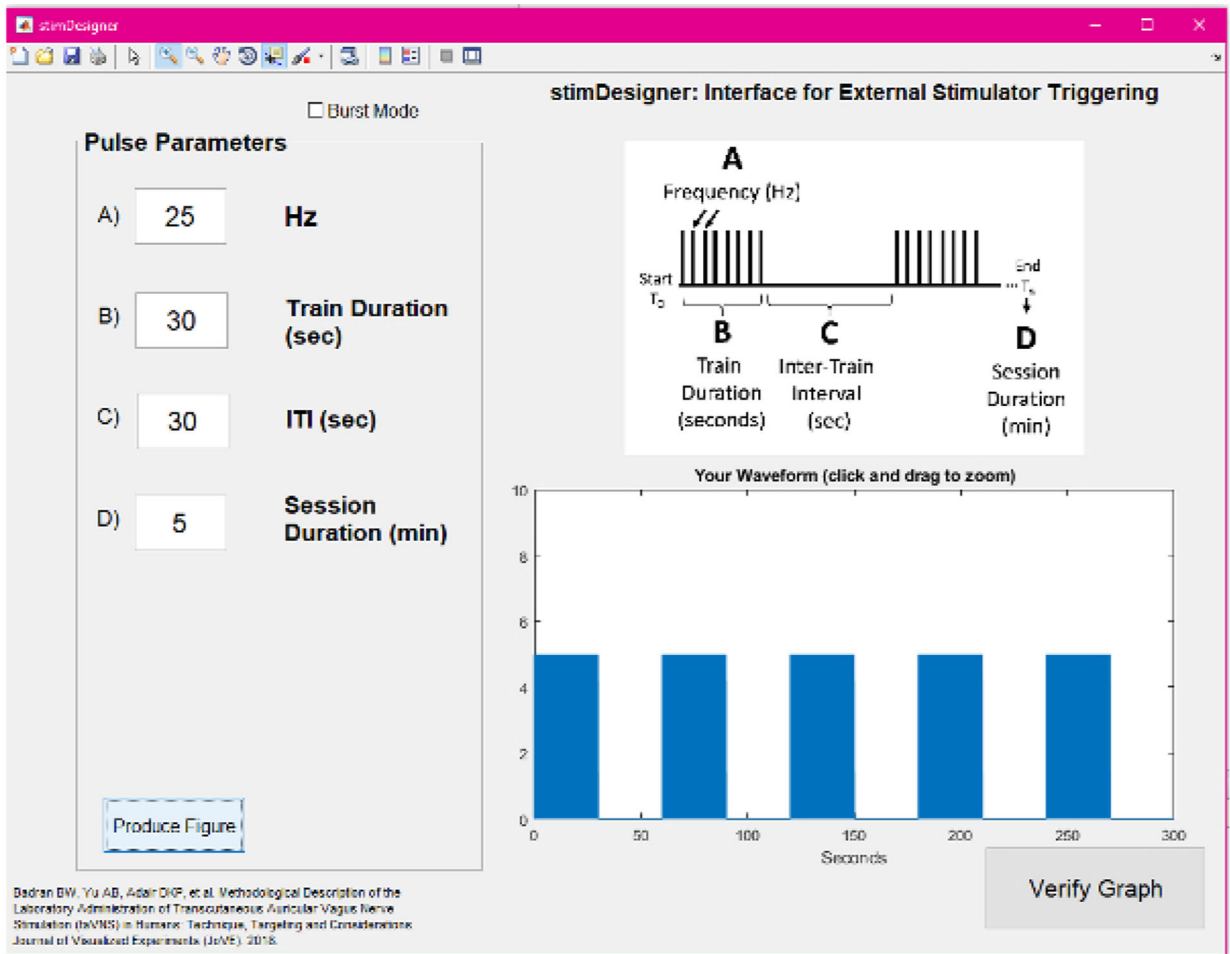 stimDesigner
stimDesigner: Interface for External Stimulator Triggering
Burst Mode
Pulse Parameters
A) 25 Hz
B) 30 Train Duration
(sec)
C) 30 ITI (sec)
D) 5 Session
Duration (min)
Produce Figure
A
Frequency (Hz)
Start
T0
End
... Ts
B
Train
Duration
(seconds)
C
Inter-Train
Interval
(sec)
D
Session
Duration
(min)
Your Waveform (click and drag to zoom)
10
8
6
4
2
0
0 50 100 150 200 250 300
Seconds
Verify Graph
Badran BW, Yu AB, Adair DKP, et al. Methodological Description of the
Laboratory Administration of Transcutaneous Auricular Vagus Nerve
Stimulation (taVNS) in Humans: Technique, Targeting and Considerations
Journal of Visualized Experiments (JoVE). 2018.